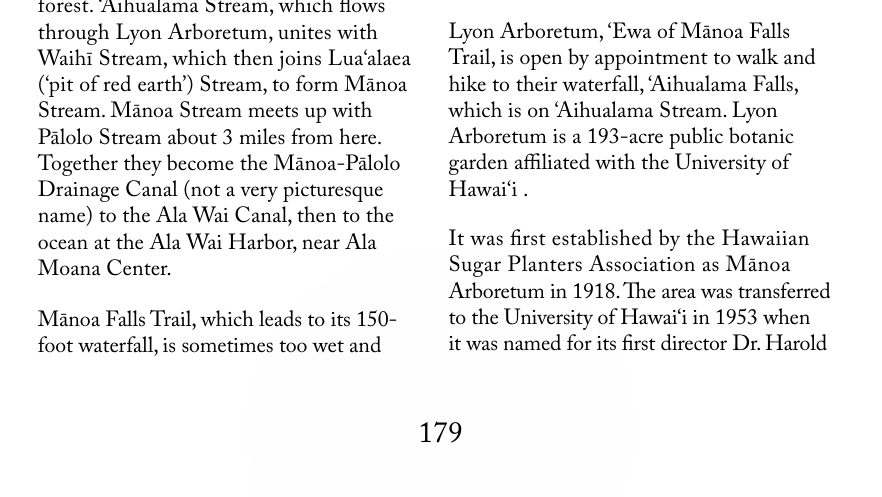 forest. ʻAihualama Stream, which flows
through Lyon Arboretum, unites with
Waihī Stream, which then joins Luaʻalaea
(ʻpit of red earth’) Stream, to form Mānoa
Stream. Mānoa Stream meets up with
Pālolo Stream about 3 miles from here.
Together they become the Mānoa-Pālolo
Drainage Canal (not a very picturesque
name) to the Ala Wai Canal, then to the
ocean at the Ala Wai Harbor, near Ala
Moana Center.

Mānoa Falls Trail, which leads to its 150-
foot waterfall, is sometimes too wet and

Lyon Arboretum, ʻEwa of Mānoa Falls
Trail, is open by appointment to walk and
hike to their waterfall, ʻAihualama Falls,
which is on ʻAihualama Stream. Lyon
Arboretum is a 193-acre public botanic
garden affiliated with the University of
Hawaiʻi .

It was first established by the Hawaiian
Sugar Planters Association as Mānoa
Arboretum in 1918. The area was transferred
to the University of Hawaiʻi in 1953 when
it was named for its first director Dr. Harold

179